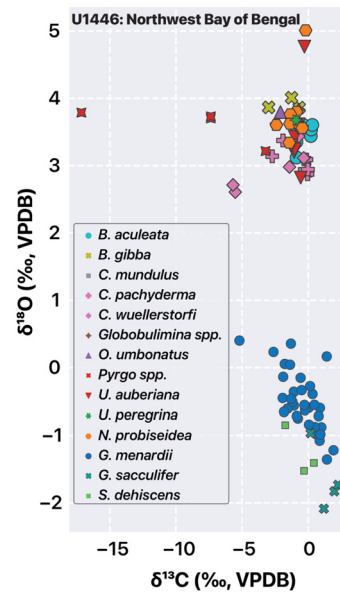 U1446: Northwest Bay of Bengal
5
4
3
2
1
0
−1
−2
δ¹⁸O (‰, VPDB)
B. aculeata
B. gibba
C. mundulus
C. pachyderma
C. wuellerstorfi
Globobulimina spp.
O. umbonatus
Pyrgo spp.
U. auberiana
U. peregrina
N. probiseidea
G. menardii
G. sacculifer
S. dehiscens
−15 −10 −5 0
δ¹³C (‰, VPDB)